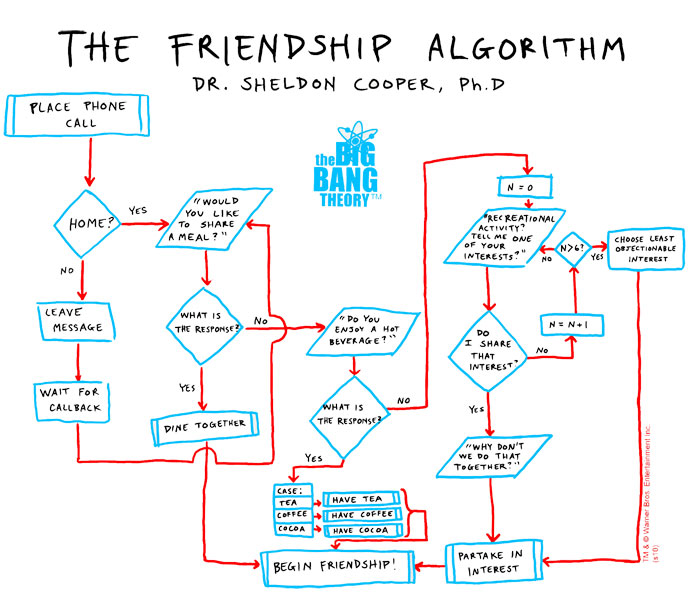 THE FRIENDSHIP ALGORITHM
DR. SHELDON COOPER, Ph.D
the BIG
BANG
THEORY™
PLACE PHONE
CALL
HOME?
YES
NO
LEAVE
MESSAGE
WAIT FOR
CALLBACK
"WOULD
YOU LIKE
TO SHARE
A MEAL?"
WHAT IS
THE RESPONSE?
NO
YES
DINE TOGETHER
"DO YOU
ENJOY A HOT
BEVERAGE?"
WHAT IS
THE RESPONSE?
NO
YES
CASE:
TEA
HAVE TEA
COFFEE
HAVE COFFEE
COCOA
HAVE COCOA
BEGIN FRIENDSHIP!
N=0
"RECREATIONAL
ACTIVITY?
TELL ME ONE
OF YOUR
INTERESTS?"
N>6?
NO
YES
CHOOSE LEAST
OBJECTIONABLE
INTEREST
N=N+1
DO
I SHARE
THAT
INTEREST?
NO
YES
"WHY DON'T
WE DO THAT
TOGETHER?"
PARTAKE IN
INTEREST
TM & © Warner Bros. Entertainment Inc.
(s10)